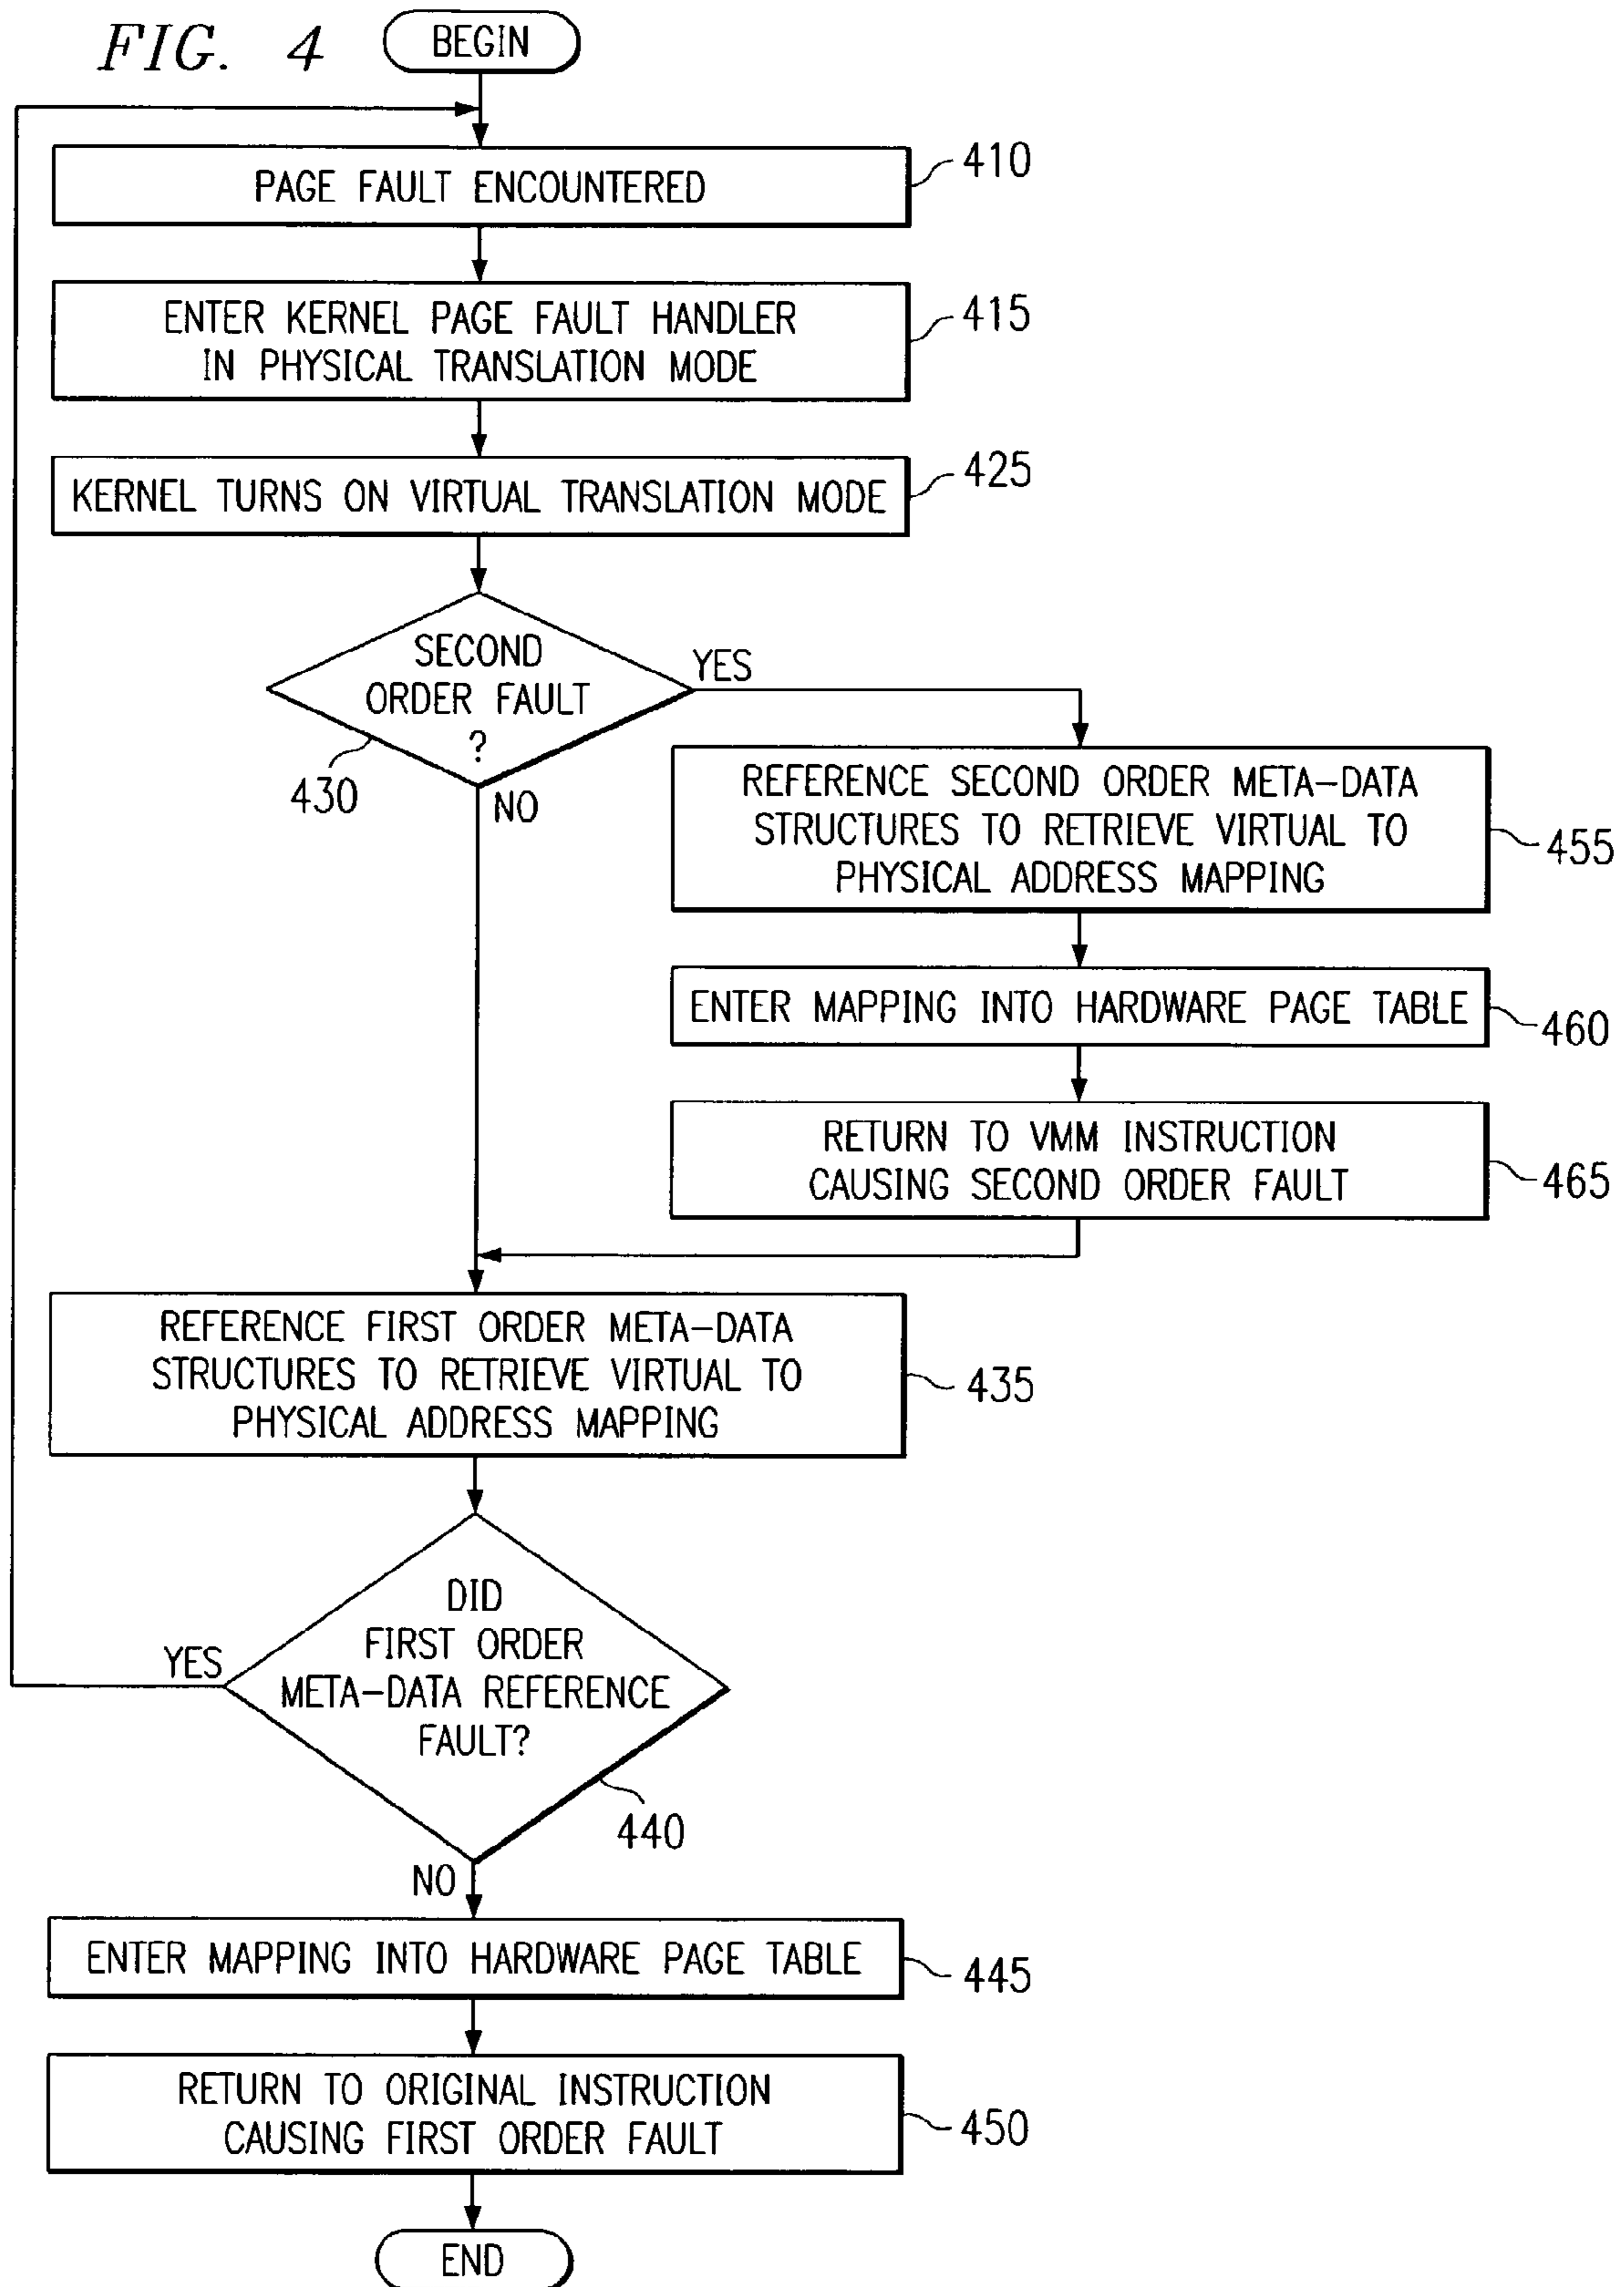 FIG. 4
BEGIN
PAGE FAULT ENCOUNTERED
410
ENTER KERNEL PAGE FAULT HANDLER
IN PHYSICAL TRANSLATION MODE
415
KERNEL TURNS ON VIRTUAL TRANSLATION MODE
425
SECOND
ORDER FAULT
?
430
YES
NO
REFERENCE SECOND ORDER META-DATA
STRUCTURES TO RETRIEVE VIRTUAL TO
PHYSICAL ADDRESS MAPPING
455
ENTER MAPPING INTO HARDWARE PAGE TABLE
460
RETURN TO VMM INSTRUCTION
CAUSING SECOND ORDER FAULT
465
REFERENCE FIRST ORDER META-DATA
STRUCTURES TO RETRIEVE VIRTUAL TO
PHYSICAL ADDRESS MAPPING
435
DID
FIRST ORDER
META-DATA REFERENCE
FAULT?
YES
440
NO
ENTER MAPPING INTO HARDWARE PAGE TABLE
445
RETURN TO ORIGINAL INSTRUCTION
CAUSING FIRST ORDER FAULT
450
END